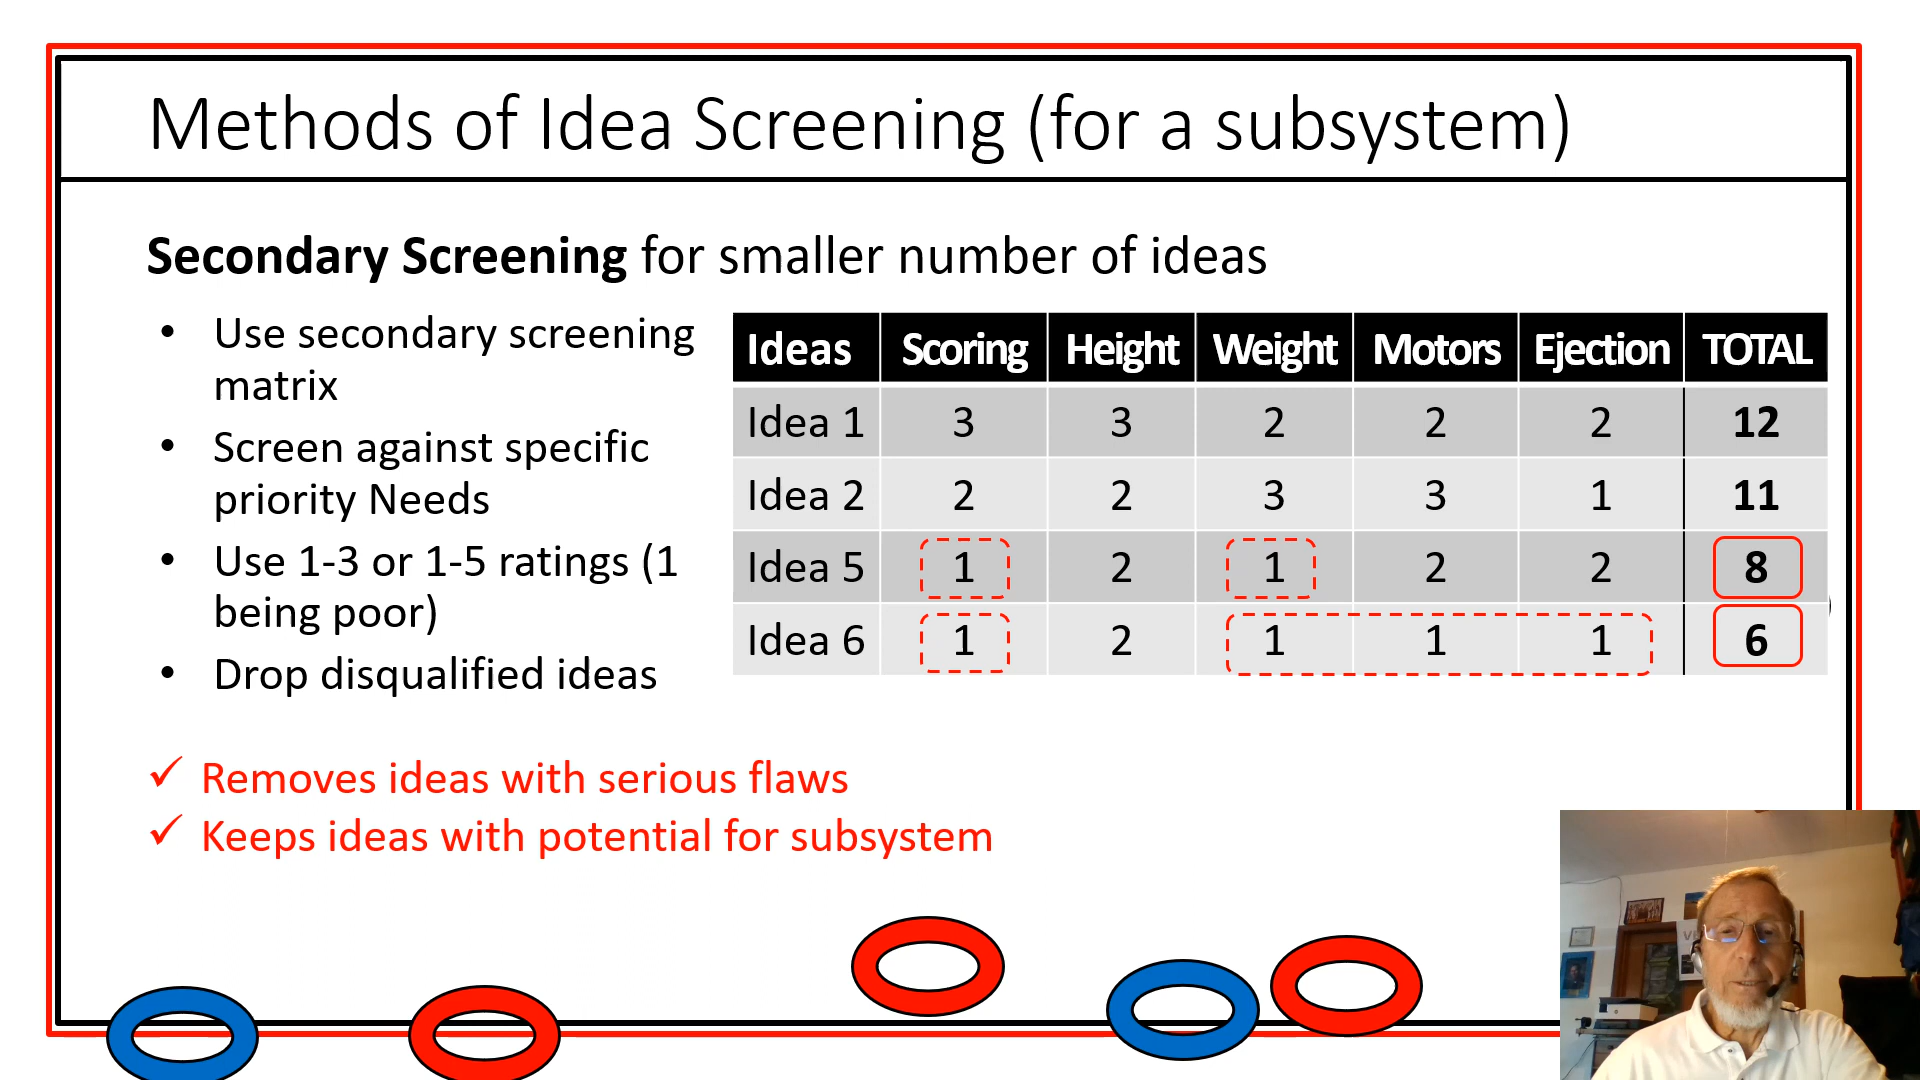 Methods of Idea Screening (for a subsystem)
Secondary Screening for smaller number of ideas
• Use secondary screening
matrix
• Screen against specific
priority Needs
• Use 1-3 or 1-5 ratings (1
being poor)
• Drop disqualified ideas
Ideas Scoring Height Weight Motors Ejection TOTAL
Idea 1 3 3 2 2 2 12
Idea 2 2 2 3 3 1 11
Idea 5 1 2 1 2 2 8
Idea 6 1 2 1 1 1 6
✓ Removes ideas with serious flaws
✓ Keeps ideas with potential for subsystem